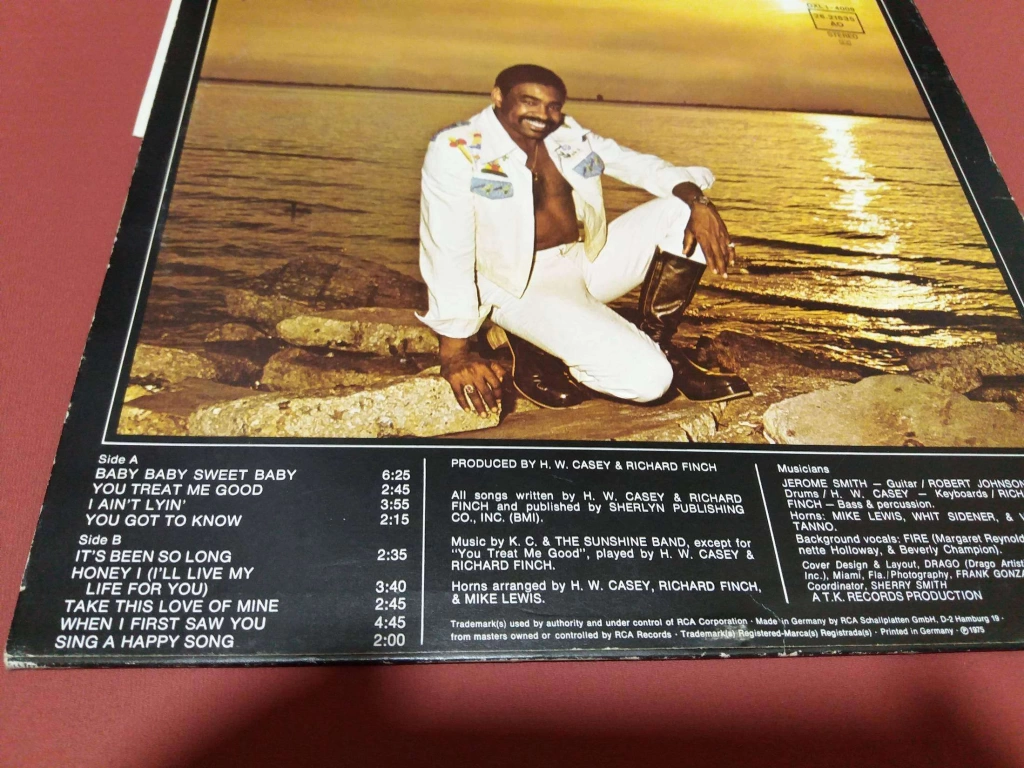 28.21634
STEREO
Side A
BABY BABY SWEET BABY 6:25
YOU TREAT ME GOOD 2:45
I AIN'T LYIN' 3:55
YOU GOT TO KNOW 2:15
Side B
IT'S BEEN SO LONG 2:35
HONEY I (I'LL LIVE MY
LIFE FOR YOU) 3:40
TAKE THIS LOVE OF MINE 2:45
WHEN I FIRST SAW YOU 4:45
SING A HAPPY SONG 2:00
PRODUCED BY H. W. CASEY & RICHARD FINCH
All songs written by H. W. CASEY & RICHARD
FINCH and published by SHERLYN PUBLISHING
CO., INC. (BMI).
Music by K. C. & THE SUNSHINE BAND, except for
"You Treat Me Good", played by H. W. CASEY &
RICHARD FINCH.
Horns arranged by H. W. CASEY, RICHARD FINCH,
& MIKE LEWIS.
Trademark(s) used by authority and under control of RCA Corporation · Made in Germany by RCA Schallplatten GmbH, D-2 Hamburg 19 ·
from masters owned or controlled by RCA Records · Trademark(s) Registered-Marca(s) Registrada(s) · Printed in Germany · ℗ 1975
Musicians
JEROME SMITH — Guitar / ROBERT JOHNSON
Drums / H. W. CASEY — Keyboards / RICH
FINCH — Bass & percussion.
Horns: MIKE LEWIS, WHIT SIDENER, &
TANNO.
Background vocals: FIRE (Margaret Reynold
nette Holloway, & Beverly Champion).
Cover Design & Layout, DRAGO (Drago Artist
Inc.), Miami, Fla./Photography, FRANK GONZA
Coordinator, SHERRY SMITH
A T.K. RECORDS PRODUCTION